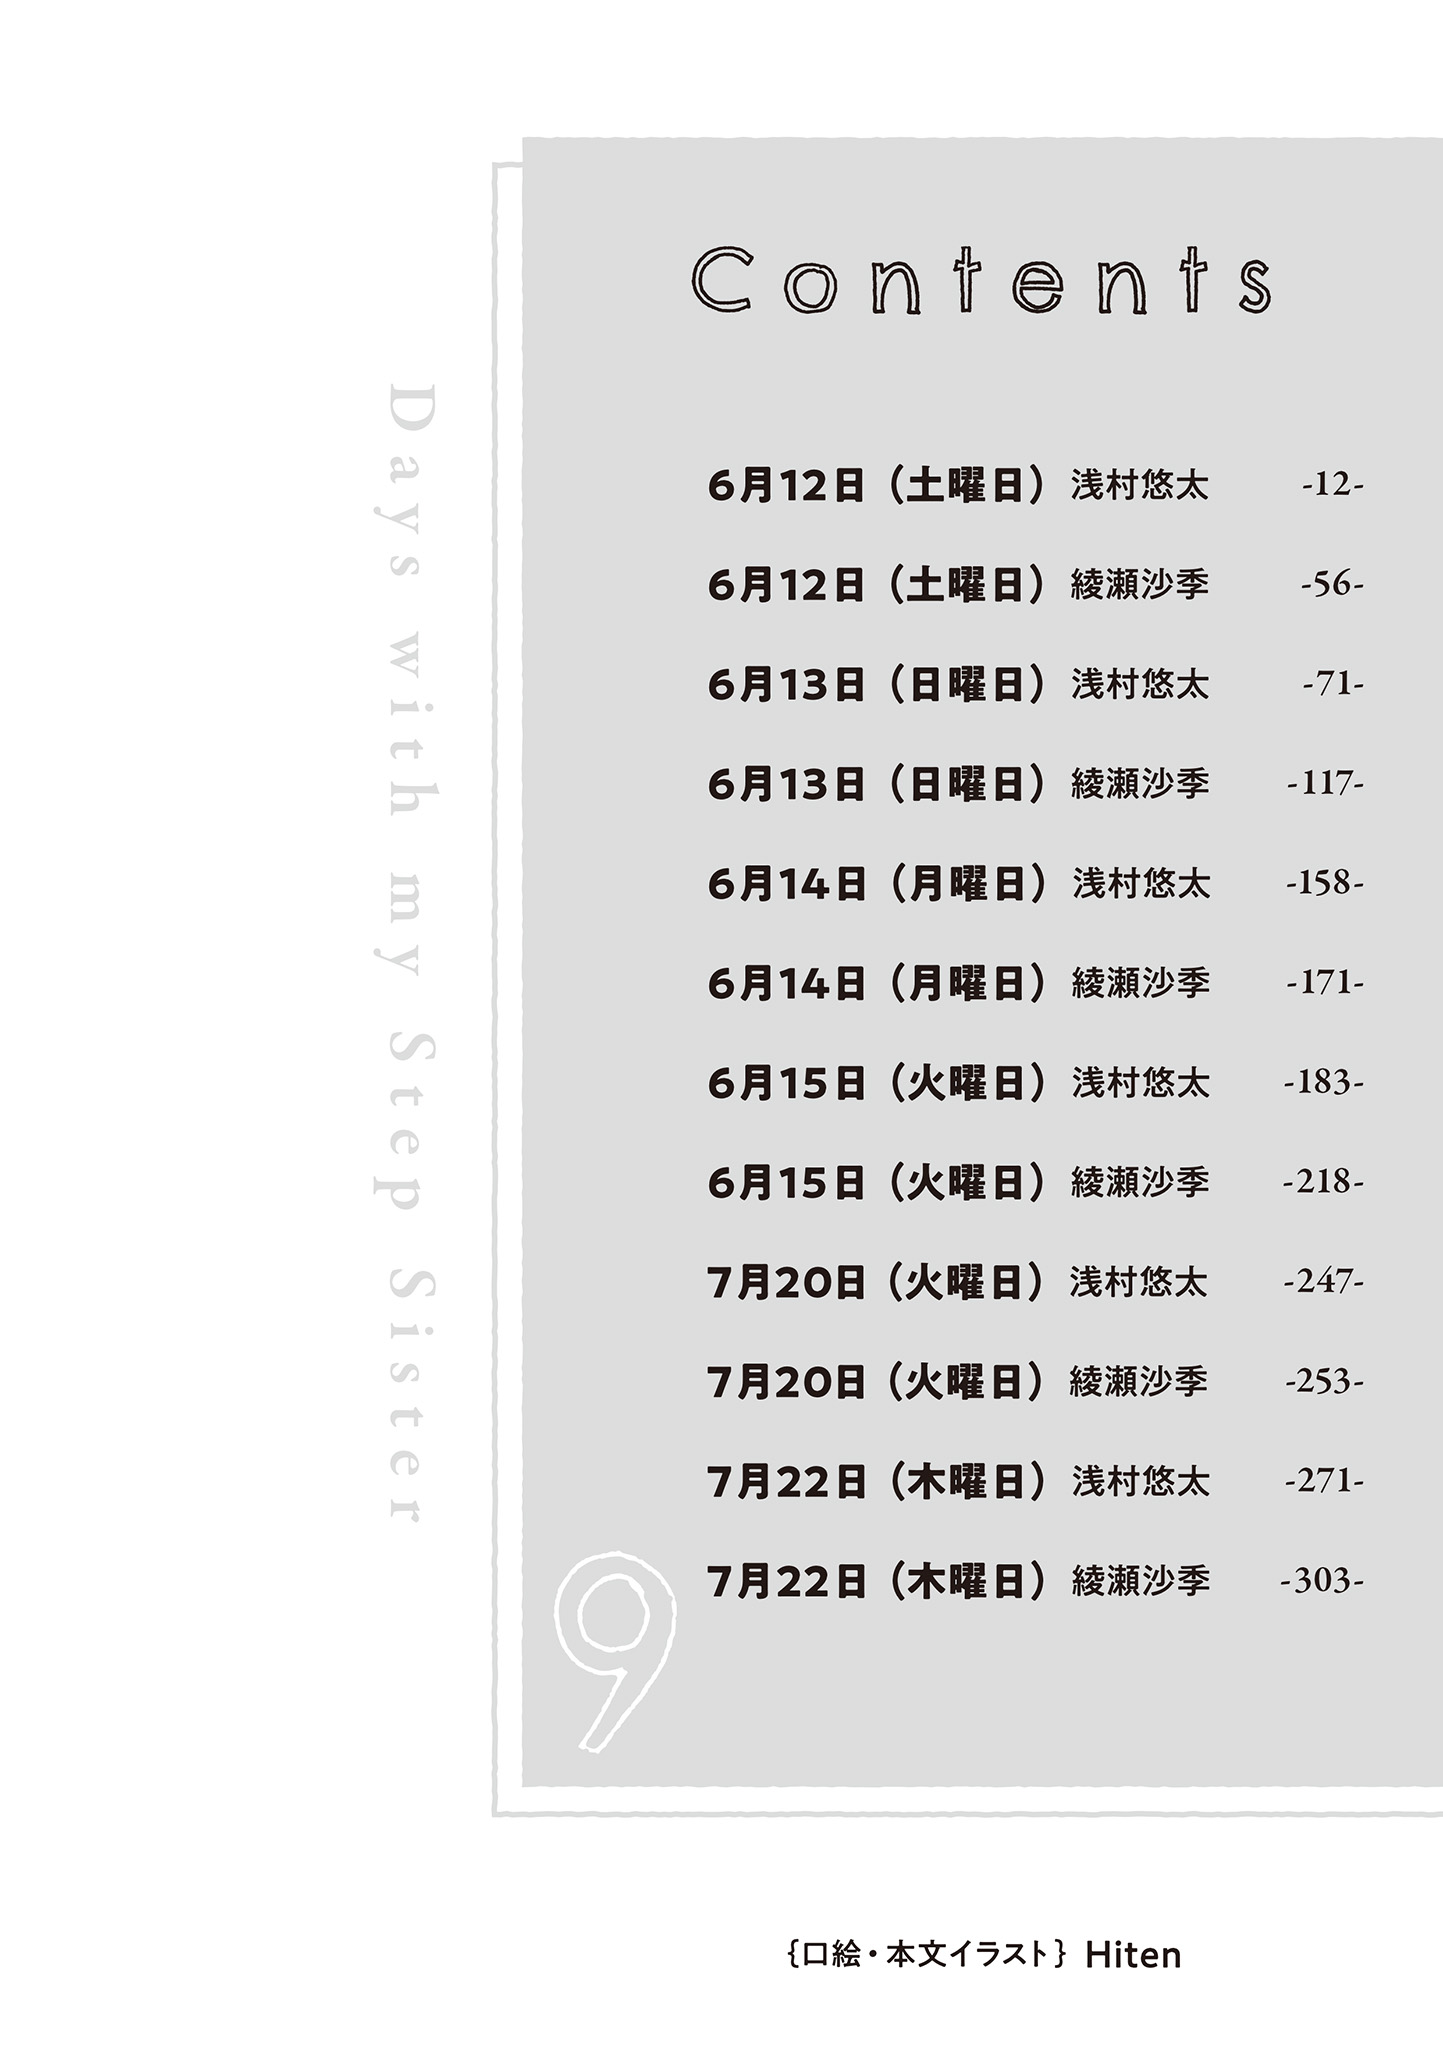 Contents
6月12日（土曜日）浅村悠太 -12-
6月12日（土曜日）綾瀬沙季 -56-
6月13日（日曜日）浅村悠太 -71-
6月13日（日曜日）綾瀬沙季 -117-
6月14日（月曜日）浅村悠太 -158-
6月14日（月曜日）綾瀬沙季 -171-
6月15日（火曜日）浅村悠太 -183-
6月15日（火曜日）綾瀬沙季 -218-
7月20日（火曜日）浅村悠太 -247-
7月20日（火曜日）綾瀬沙季 -253-
7月22日（木曜日）浅村悠太 -271-
7月22日（木曜日）綾瀬沙季 -303-
9
Days with my Step Sister
{口絵・本文イラスト} Hiten